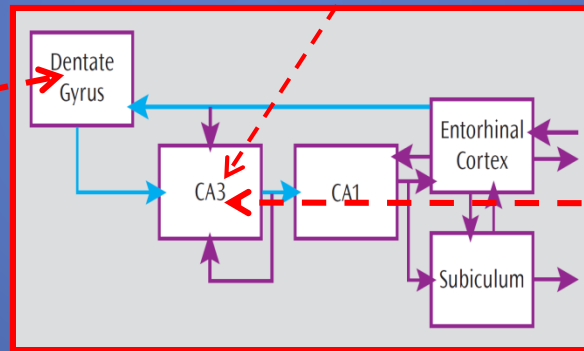 Dentate
Gyrus
Entorhinal
Cortex
CA3
CA1
Subiculum